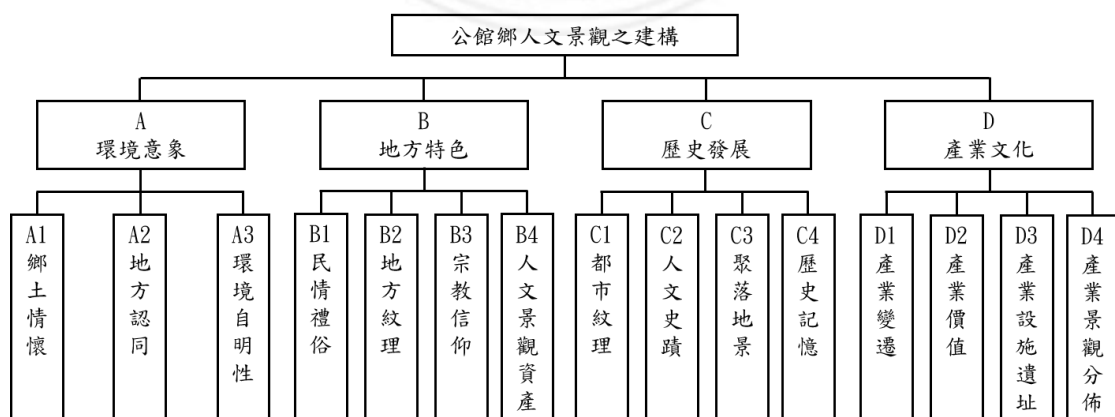 公館鄉人文景觀之建構
A
環境意象
B
地方特色
C
歷史發展
D
產業文化
A1
鄉土情懷
A2
地方認同
A3
環境自明性
B1
民情禮俗
B2
地方紋理
B3
宗教信仰
B4
人文景觀資產
C1
都市紋理
C2
人文史蹟
C3
聚落地景
C4
歷史記憶
D1
產業變遷
D2
產業價值
D3
產業設施遺址
D4
產業景觀分佈